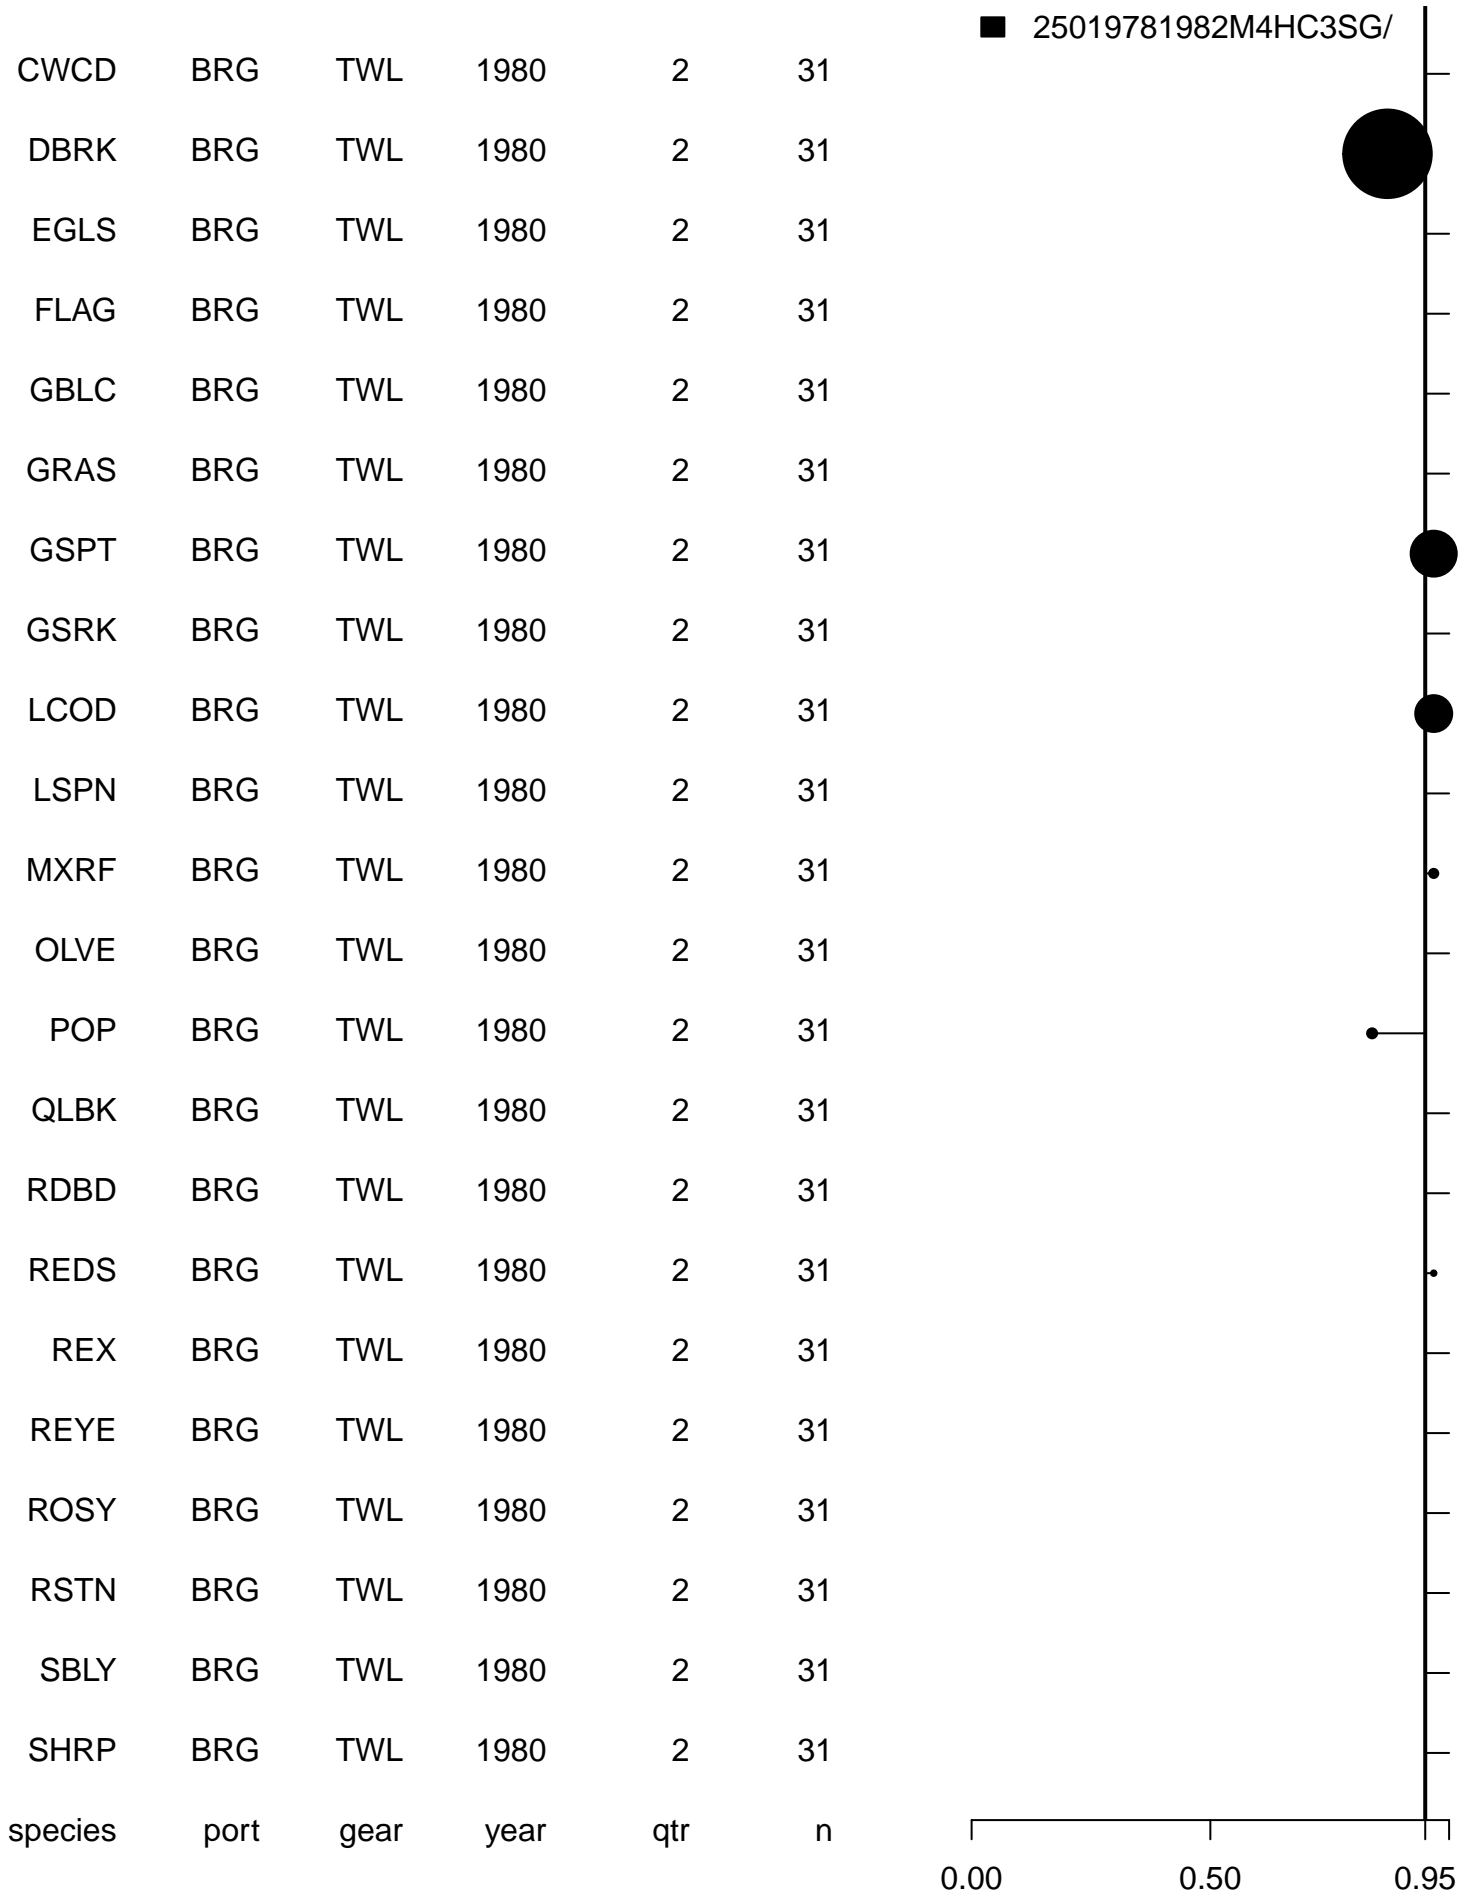 25019781982M4HC3SG/
CWCD BRG TWL 1980 2 31
DBRK BRG TWL 1980 2 31
EGLS BRG TWL 1980 2 31
FLAG BRG TWL 1980 2 31
GBLC BRG TWL 1980 2 31
GRAS BRG TWL 1980 2 31
GSPT BRG TWL 1980 2 31
GSRK BRG TWL 1980 2 31
LCOD BRG TWL 1980 2 31
LSPN BRG TWL 1980 2 31
MXRF BRG TWL 1980 2 31
OLVE BRG TWL 1980 2 31
POP BRG TWL 1980 2 31
QLBK BRG TWL 1980 2 31
RDBD BRG TWL 1980 2 31
REDS BRG TWL 1980 2 31
REX BRG TWL 1980 2 31
REYE BRG TWL 1980 2 31
ROSY BRG TWL 1980 2 31
RSTN BRG TWL 1980 2 31
SBLY BRG TWL 1980 2 31
SHRP BRG TWL 1980 2 31
species port gear year qtr n
0.00 0.50 0.95